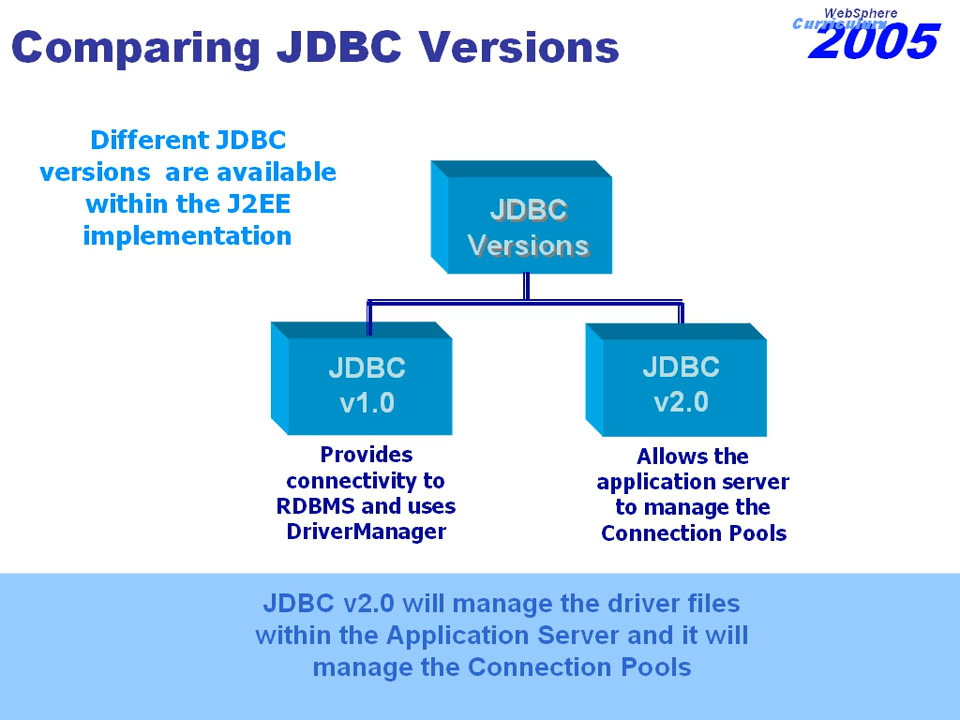 Comparing JDBC Versions
WebSphere
Curriculum
2005
Different JDBC
versions are available
within the J2EE
implementation
JDBC
Versions
JDBC
v1.0
JDBC
v2.0
Provides
connectivity to
RDBMS and uses
DriverManager
Allows the
application server
to manage the
Connection Pools
JDBC v2.0 will manage the driver files
within the Application Server and it will
manage the Connection Pools